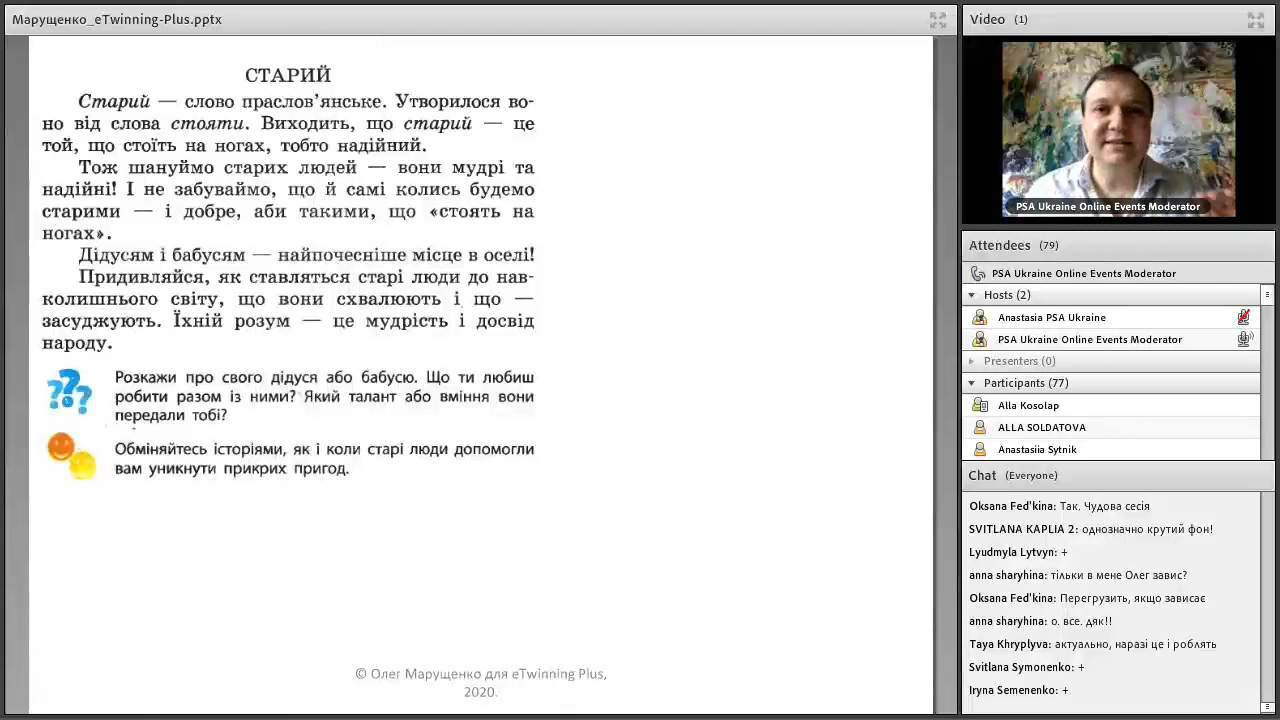 Марущенко_eTwinning-Plus.pptx
СТАРИЙ
Старий — слово праслов’янське. Утворилося во-
но від слова стояти. Виходить, що старий — це
той, що стоїть на ногах, тобто надійний.
Тож шануймо старих людей — вони мудрі та
надійні! І не забуваймо, що й самі колись будемо
старими — і добре, аби такими, що «стоять на
ногах».
Дідусям і бабусям — найпочесніше місце в оселі!
Придивляйся, як ставляться старі люди до нав-
колишнього світу, що вони схвалюють і що —
засуджують. Їхній розум — це мудрість і досвід
народу.
Розкажи про свого дідуся або бабусю. Що ти любиш
робити разом із ними? Який талант або вміння вони
передали тобі?
Обміняйтесь історіями, як і коли старі люди допомогли
вам уникнути прикрих пригод.
© Олег Марущенко для eTwinning Plus,
2020.
Video (1)
PSA Ukraine Online Events Moderator
Attendees (79)
PSA Ukraine Online Events Moderator
Hosts (2)
Anastasia PSA Ukraine
PSA Ukraine Online Events Moderator
Presenters (0)
Participants (77)
Alla Kosolap
ALLA SOLDATOVA
Anastasiia Sytnik
Chat (Everyone)
Oksana Fed'kina: Так. Чудова сесія
SVITLANA KAPLIA 2: однозначно крутий фон!
Lyudmyla Lytvyn: +
anna sharyhina: тільки в мене Олег завис?
Oksana Fed'kina: Перегрузить, якщо зависає
anna sharyhina: о. все. дяк!!
Taya Khryplyva: актуально, наразі це і роблять
Svitlana Symonenko: +
Iryna Semenenko: +